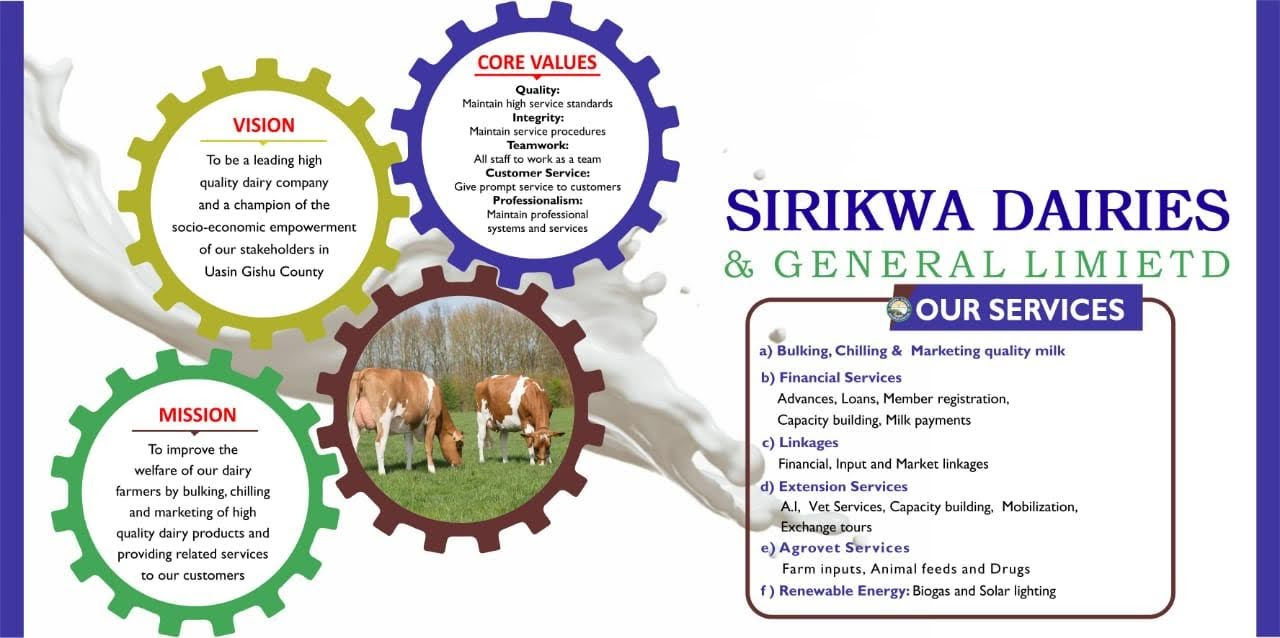 CORE VALUES
Quality:
Maintain high service standards
Integrity:
Maintain service procedures
Teamwork:
All staff to work as a team
Customer Service:
Give prompt service to customers
Professionalism:
Maintain professional
systems and services
VISION
To be a leading high
quality dairy company
and a champion of the
socio-economic empowerment
of our stakeholders in
Uasin Gishu County
MISSION
To improve the
welfare of our dairy
farmers by bulking, chilling
and marketing of high
quality dairy products and
providing related services
to our customers
SIRIKWA DAIRIES
& GENERAL LIMIETD
OUR SERVICES
a) Bulking, Chilling & Marketing quality milk
b) Financial Services
Advances, Loans, Member registration,
Capacity building, Milk payments
c) Linkages
Financial, Input and Market linkages
d) Extension Services
A.I, Vet Services, Capacity building, Mobilization,
Exchange tours
e) Agrovet Services
Farm inputs, Animal feeds and Drugs
f ) Renewable Energy: Biogas and Solar lighting